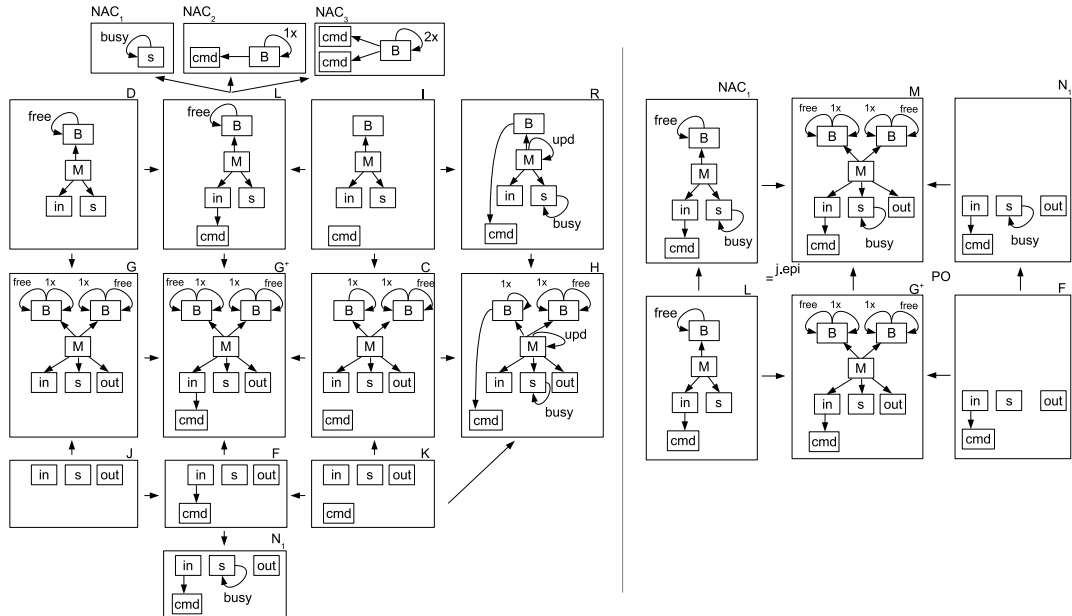 NAC1 NAC2 NAC3
busy s
cmd B 1x
cmd cmd B 2x
D L I R
free B M in s
free B M in s cmd
B M in s cmd
B M upd in s busy cmd
G G+ C H
free 1x 1x free B B M in s out
free 1x 1x free B B M in s out cmd
1x 1x free B B M in s out cmd
1x 1x free B B M upd in s out busy cmd
J F K
in s out
in s out cmd
in s out cmd
N1
in s out busy cmd
NAC1 M N1
free B M in s cmd busy
free 1x 1x free B B M in s out cmd busy
in s out cmd busy
= j.epi PO
L G+ F
free B M in s cmd
free 1x 1x free B B M in s out cmd
in s out cmd